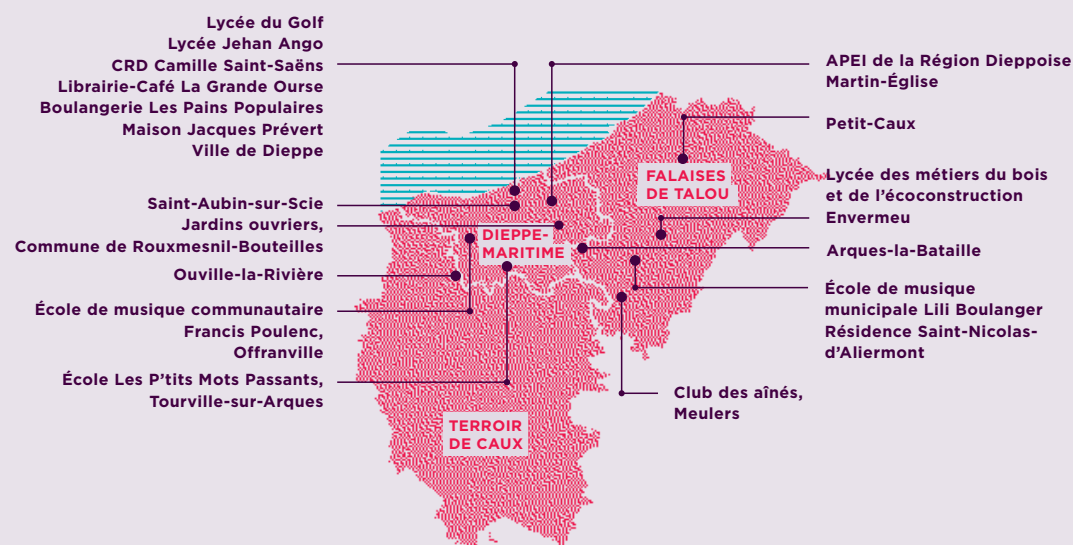 Lycée du Golf
Lycée Jehan Ango
CRD Camille Saint-Saëns
Librairie-Café La Grande Ourse
Boulangerie Les Pains Populaires
Maison Jacques Prévert
Ville de Dieppe
Saint-Aubin-sur-Scie
Jardins ouvriers,
Commune de Rouxmesnil-Bouteilles
Ouville-la-Rivière
École de musique communautaire
Francis Poulenc,
Offranville
École Les P'tits Mots Passants,
Tourville-sur-Arques
FALAISES
DE TALOU
DIEPPE-
MARITIME
TERROIR
DE CAUX
APEI de la Région Dieppoise
Martin-Église
Petit-Caux
Lycée des métiers du bois
et de l'écoconstruction
Envermeu
Arques-la-Bataille
École de musique
municipale Lili Boulanger
Résidence Saint-Nicolas-
d'Aliermont
Club des aînés,
Meulers